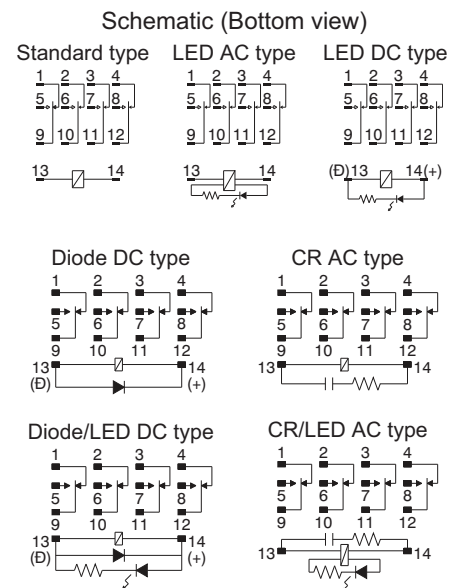 Schematic (Bottom view)
Standard type LED AC type LED DC type
1 2 3 4 1 2 3 4 1 2 3 4
5 6 7 8 5 6 7 8 5 6 7 8
9 10 11 12 9 10 11 12 9 10 11 12
13 14 13 14 (Đ)13 14(+)
Diode DC type CR AC type
1 2 3 4 1 2 3 4
5 6 7 8 5 6 7 8
9 10 11 12 9 10 11 12
13 14 13 14
(Đ) (+)
Diode/LED DC type CR/LED AC type
1 2 3 4 1 2 3 4
5 6 7 8 5 6 7 8
9 10 11 12 9 10 11 12
13 14 13 14
(Đ) (+)